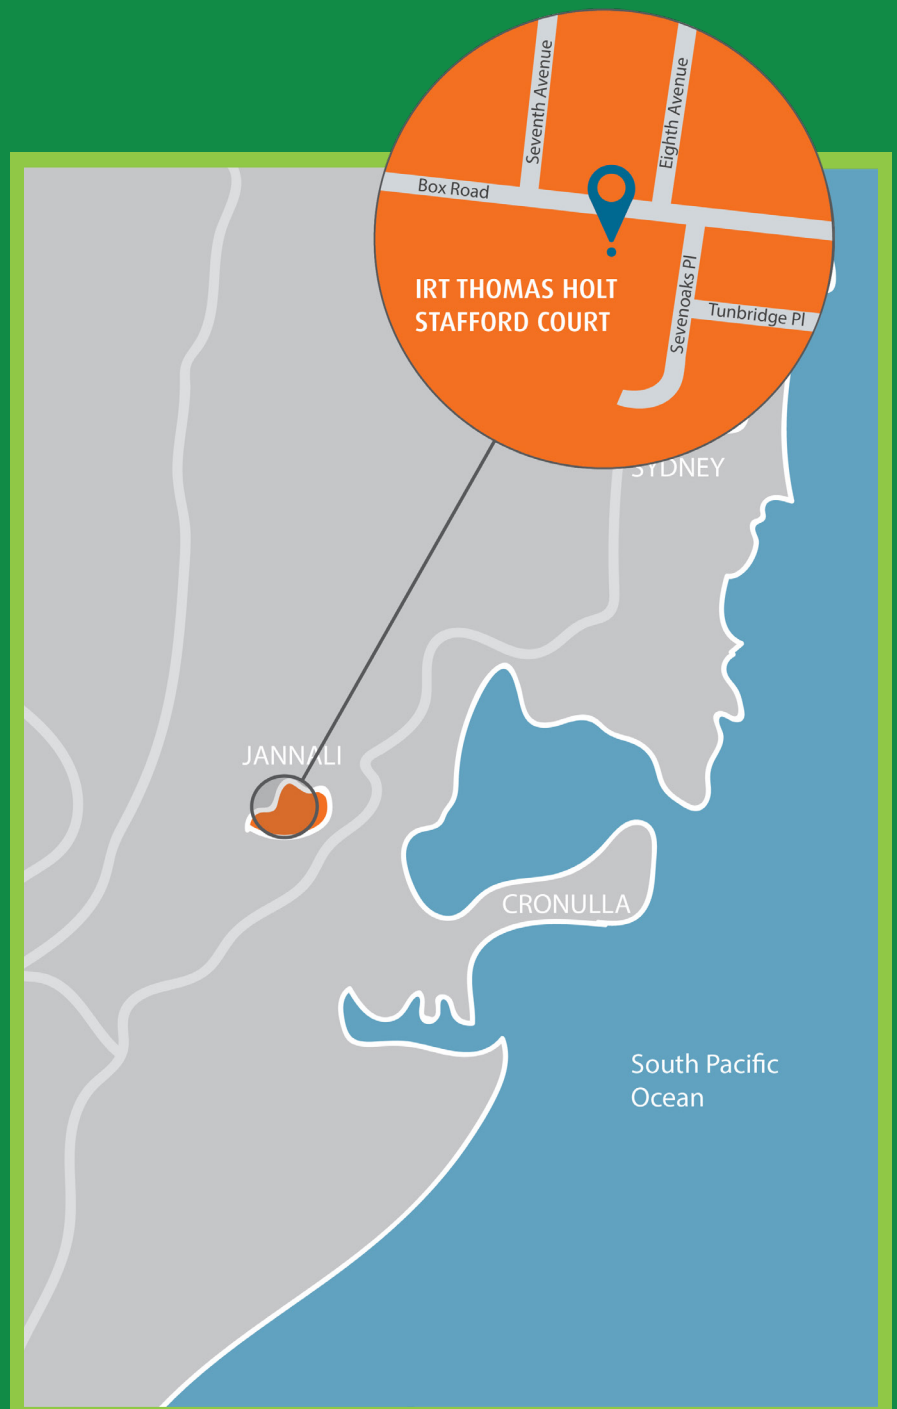 Seventh Avenue
Eighth Avenue
Box Road
IRT THOMAS HOLT
STAFFORD COURT
Sevenoaks Pl
Tunbridge Pl
SYDNEY
JANNALI
CRONULLA
South Pacific
Ocean